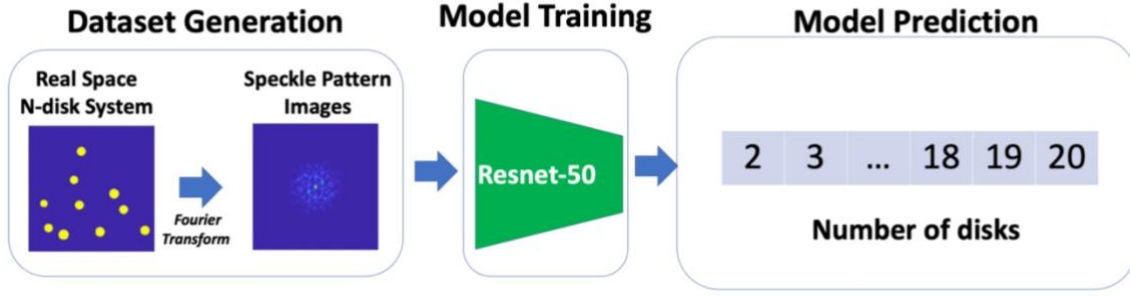 Dataset Generation
Real Space
N-disk System
Speckle Pattern
Images
Fourier
Transform
Model Training
Resnet-50
Model Prediction
2 3 ... 18 19 20
Number of disks